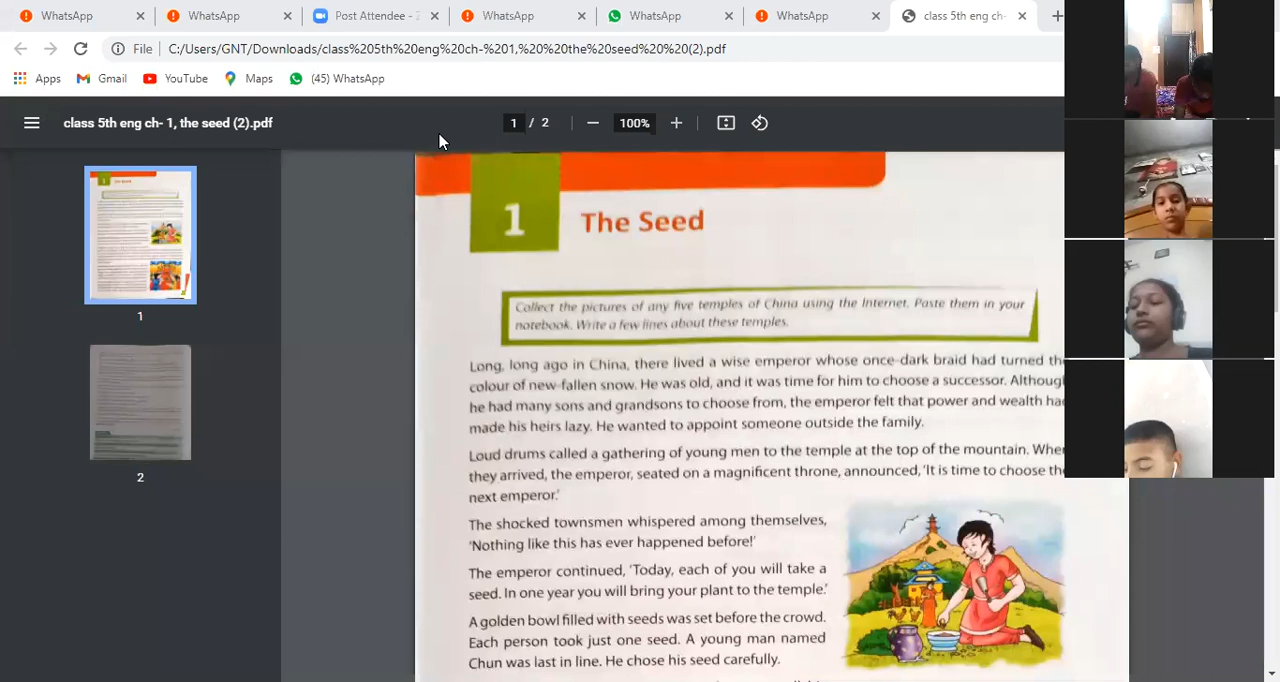 WhatsApp
WhatsApp
Post Attendee -
WhatsApp
WhatsApp
WhatsApp
class 5th eng ch-
File
C:/Users/GNT/Downloads/class%205th%20eng%20ch-%201,%20%20the%20seed%20%20(2).pdf
Apps
Gmail
YouTube
Maps
(45) WhatsApp
class 5th eng ch- 1, the seed (2).pdf
1 / 2
100%
1
2
1
The Seed
Collect the pictures of any five temples of China using the Internet. Paste them in your
notebook. Write a few lines about these temples.
Long, long ago in China, there lived a wise emperor whose once-dark braid had turned
colour of new-fallen snow. He was old, and it was time for him to choose a successor.
he had many sons and grandsons to choose from, the emperor felt that power and wealth
made his heirs lazy. He wanted to appoint someone outside the family.
Loud drums called a gathering of young men to the temple at the top of the mountain.
they arrived, the emperor, seated on a magnificent throne, announced, 'It is time to choose
next emperor.'
The shocked townsmen whispered among themselves,
'Nothing like this has ever happened before!'
The emperor continued, 'Today, each of you will take a
seed. In one year you will bring your plant to the temple.'
A golden bowl filled with seeds was set before the crowd.
Each person took just one seed. A young man named
Chun was last in line. He chose his seed carefully.